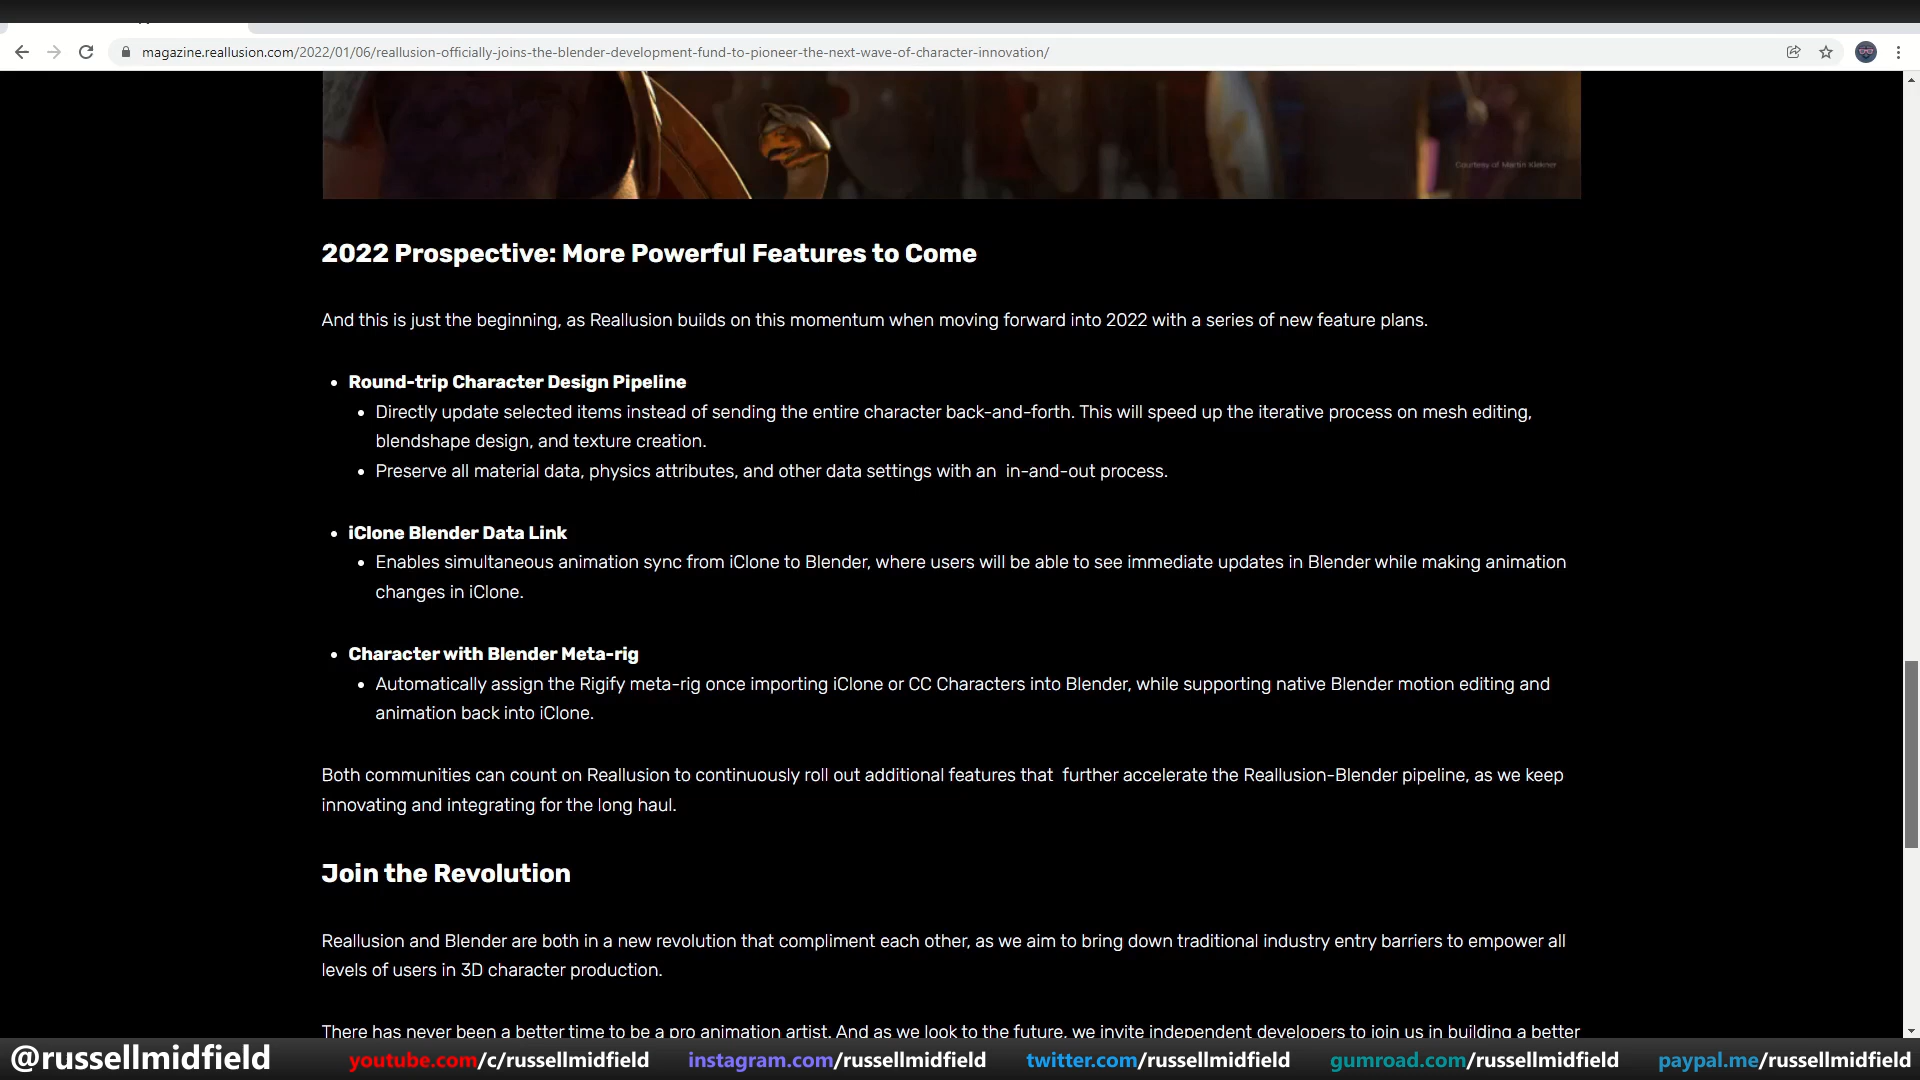 magazine.reallusion.com/2022/01/06/reallusion-officially-joins-the-blender-development-fund-to-pioneer-the-next-wave-of-character-innovation/
Courtesy of Martin Klekner
2022 Prospective: More Powerful Features to Come
And this is just the beginning, as Reallusion builds on this momentum when moving forward into 2022 with a series of new feature plans.
• Round-trip Character Design Pipeline
• Directly update selected items instead of sending the entire character back-and-forth. This will speed up the iterative process on mesh editing,
blendshape design, and texture creation.
• Preserve all material data, physics attributes, and other data settings with an  in-and-out process.
• iClone Blender Data Link
• Enables simultaneous animation sync from iClone to Blender, where users will be able to see immediate updates in Blender while making animation
changes in iClone.
• Character with Blender Meta-rig
• Automatically assign the Rigify meta-rig once importing iClone or CC Characters into Blender, while supporting native Blender motion editing and
animation back into iClone.
Both communities can count on Reallusion to continuously roll out additional features that  further accelerate the Reallusion-Blender pipeline, as we keep
innovating and integrating for the long haul.
Join the Revolution
Reallusion and Blender are both in a new revolution that compliment each other, as we aim to bring down traditional industry entry barriers to empower all
levels of users in 3D character production.
There has never been a better time to be a pro animation artist. And as we look to the future, we invite independent developers to join us in building a better
@russellmidfield youtube.com/c/russellmidfield instagram.com/russellmidfield twitter.com/russellmidfield gumroad.com/russellmidfield paypal.me/russellmidfield